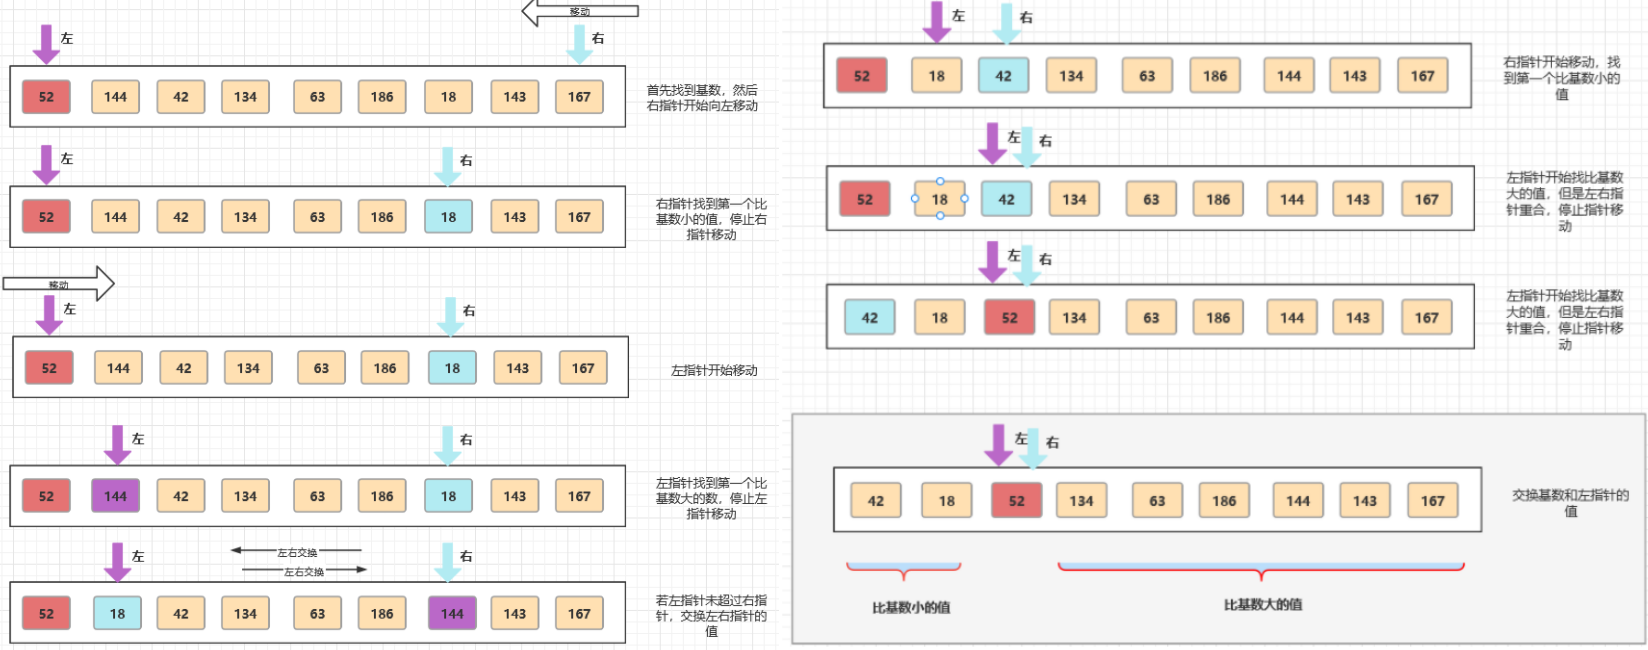 移动
左
右
52 144 42 134 63 186 18 143 167
首先找到基数，然后
右指针开始向左移动
左
右
52 144 42 134 63 186 18 143 167
右指针找到第一个比
基数小的值，停止右
指针移动
移动
左
右
52 144 42 134 63 186 18 143 167
左指针开始移动
左
右
52 144 42 134 63 186 18 143 167
左指针找到第一个比
基数大的数，停止左
指针移动
左
左右交换
左右交换
右
52 18 42 134 63 186 144 143 167
若左指针未超过右指
针，交换左右指针的
值
左
右
52 18 42 134 63 186 144 143 167
右指针开始移动，找
到第一个比基数小的
值
左
右
52 18 42 134 63 186 144 143 167
左指针开始找比基数
大的值，但是左右指
针重合，停止指针移
动
左
右
42 18 52 134 63 186 144 143 167
左指针开始找比基数
大的值，但是左右指
针重合，停止指针移
动
左
右
42 18 52 134 63 186 144 143 167
交换基数和左指针的
值
比基数小的值
比基数大的值